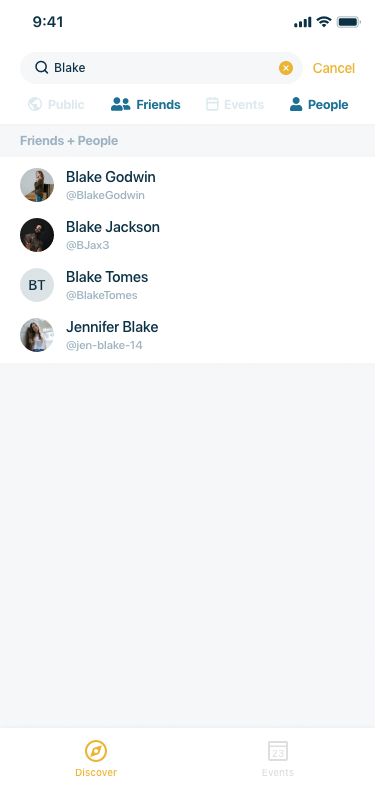 9:41
Blake
Cancel
Public Friends Events People
Friends + People
Blake Godwin
@BlakeGodwin
Blake Jackson
@BJax3
BT
Blake Tomes
@BlakeTomes
Jennifer Blake
@jen-blake-14
23
Discover Events